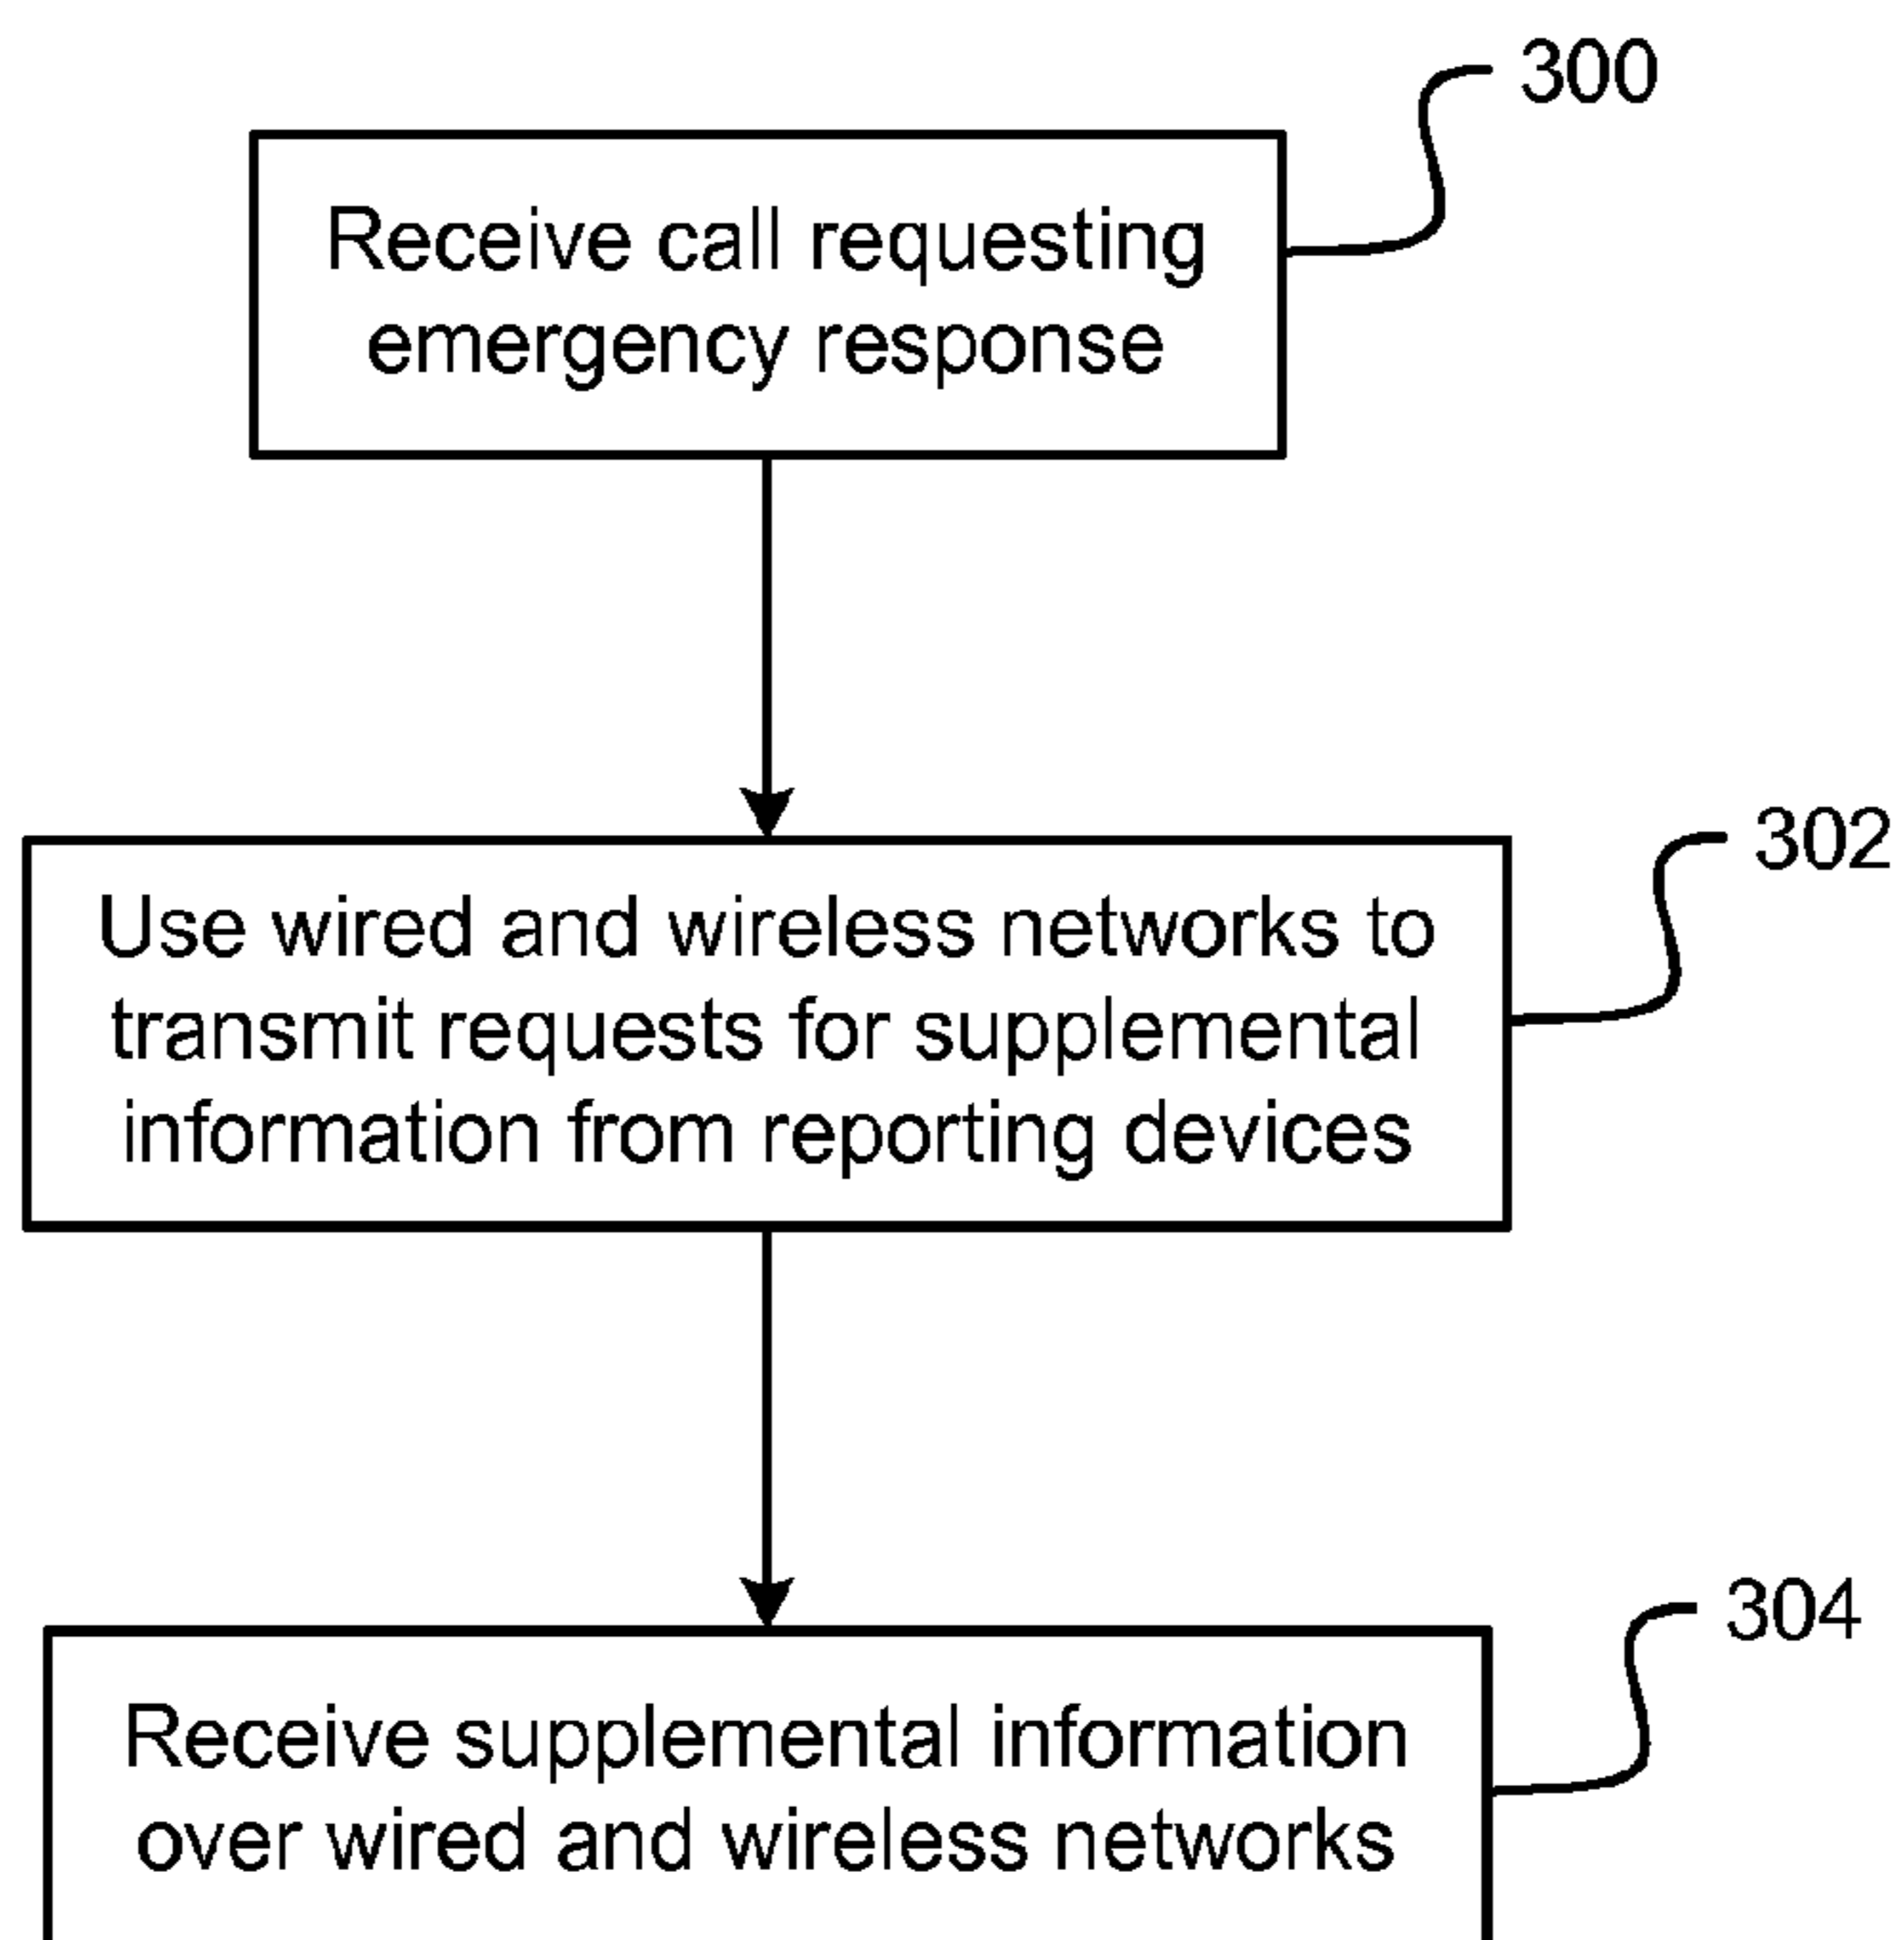 300
Receive call requesting
emergency response
302
Use wired and wireless networks to
transmit requests for supplemental
information from reporting devices
304
Receive supplemental information
over wired and wireless networks